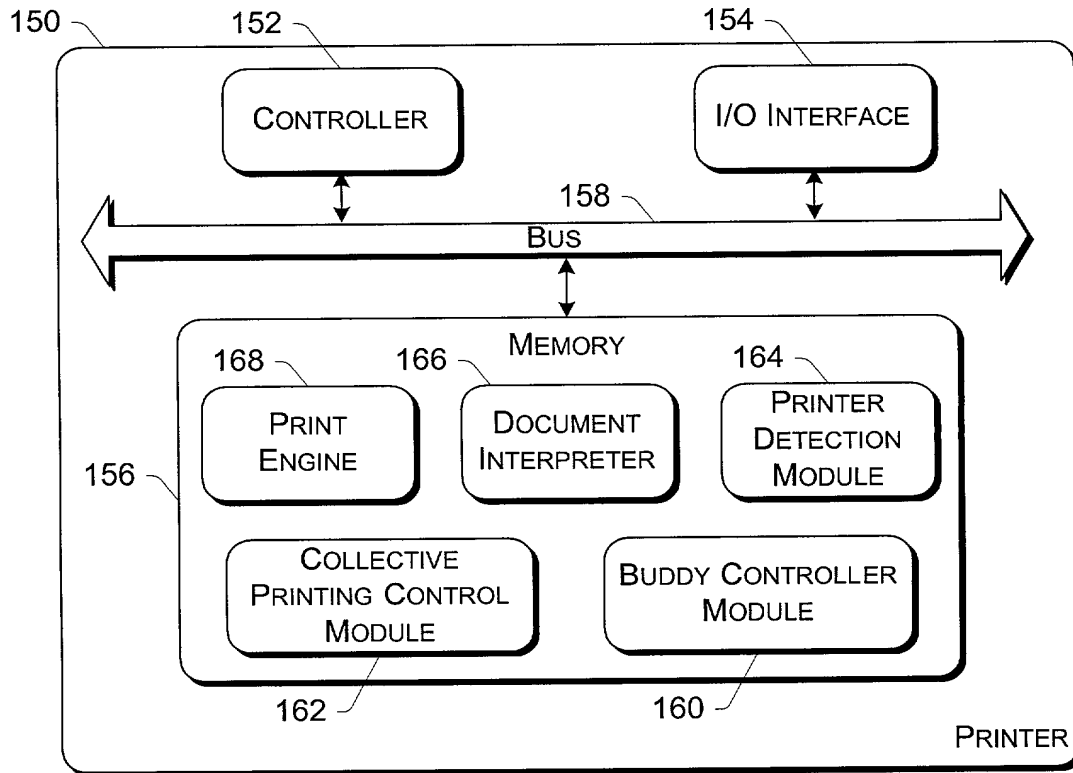 150
152
154
CONTROLLER
I/O INTERFACE
158
BUS
MEMORY
168
166
164
PRINT
ENGINE
DOCUMENT
INTERPRETER
PRINTER
DETECTION
MODULE
156
COLLECTIVE
PRINTING CONTROL
MODULE
BUDDY CONTROLLER
MODULE
162
160
PRINTER